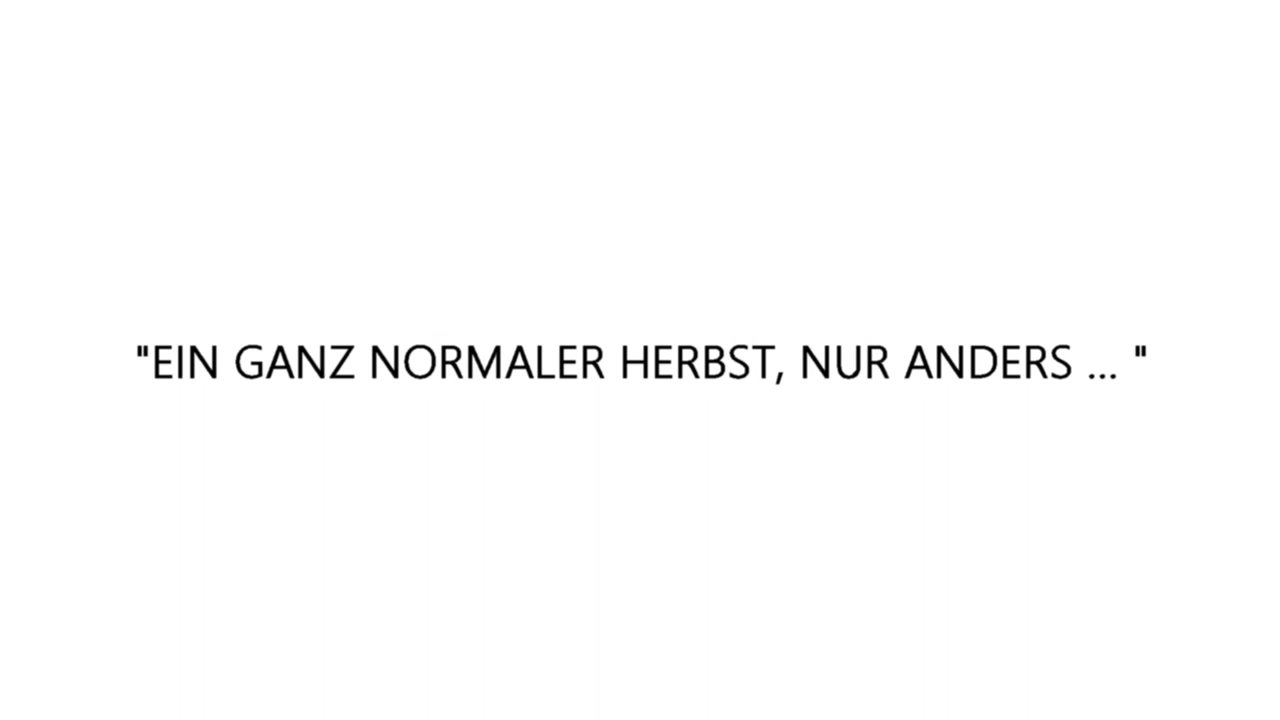 "EIN GANZ NORMALER HERBST, NUR ANDERS ... "